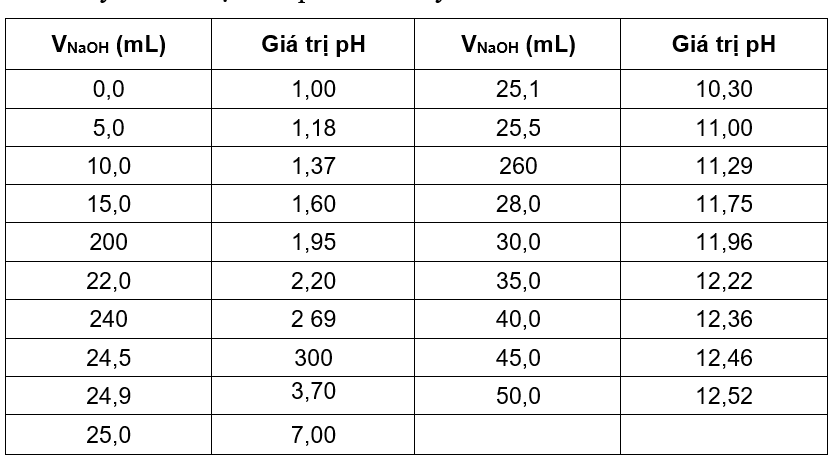 V_NaOH (mL) Giá trị pH V_NaOH (mL) Giá trị pH
0,0 1,00 25,1 10,30
5,0 1,18 25,5 11,00
10,0 1,37 260 11,29
15,0 1,60 28,0 11,75
200 1,95 30,0 11,96
22,0 2,20 35,0 12,22
240 2 69 40,0 12,36
24,5 300 45,0 12,46
24,9 3,70 50,0 12,52
25,0 7,00